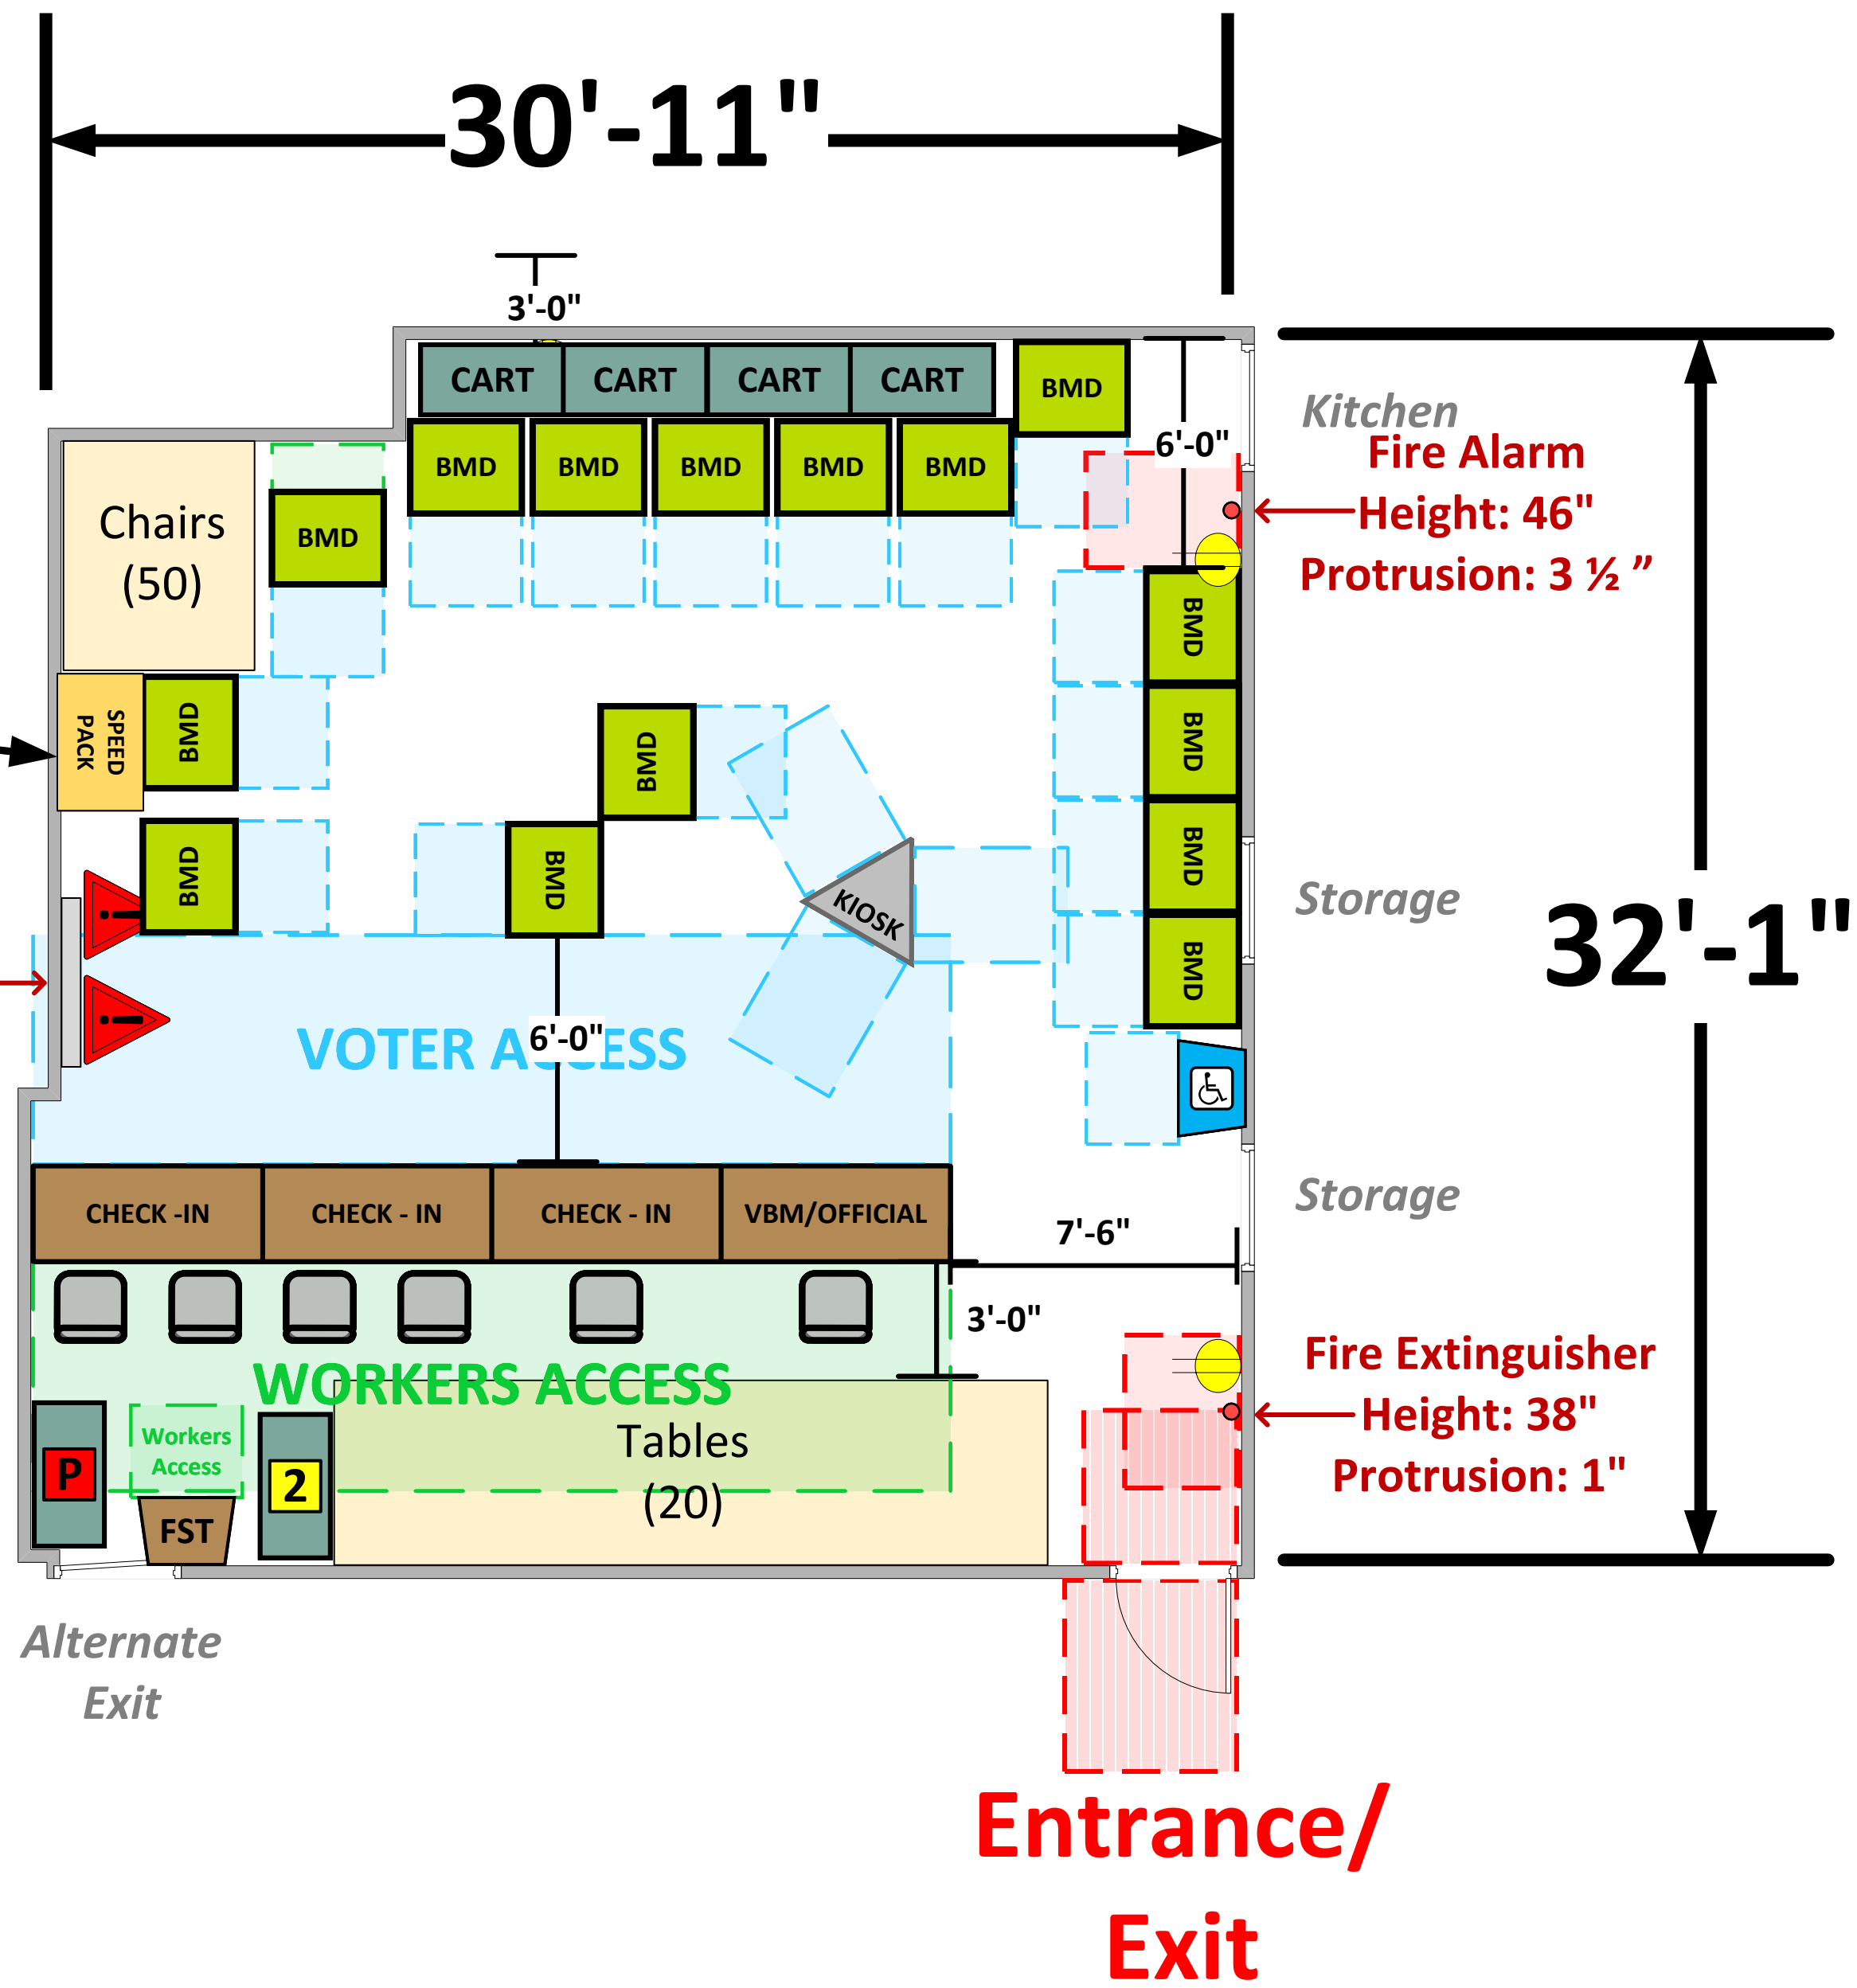 30'-11"
3'-0"
CART
CART
CART
CART
BMD
Kitchen
6'-0"
Fire Alarm
Height: 46"
Protrusion: 3 ½ ”
BMD
BMD
BMD
BMD
BMD
Chairs
(50)
BMD
BMD
BMD
BMD
BMD
SPEED
PACK
BMD
BMD
BMD
BMD
KIOSK
Storage
32'-1"
VOTER ACCESS
6'-0"
Storage
CHECK -IN
CHECK - IN
CHECK - IN
VBM/OFFICIAL
7'-6"
3'-0"
WORKERS ACCESS
Fire Extinguisher
Height: 38"
Protrusion: 1"
Workers
Access
P
2
FST
Tables
(20)
Alternate
Exit
Entrance/
Exit